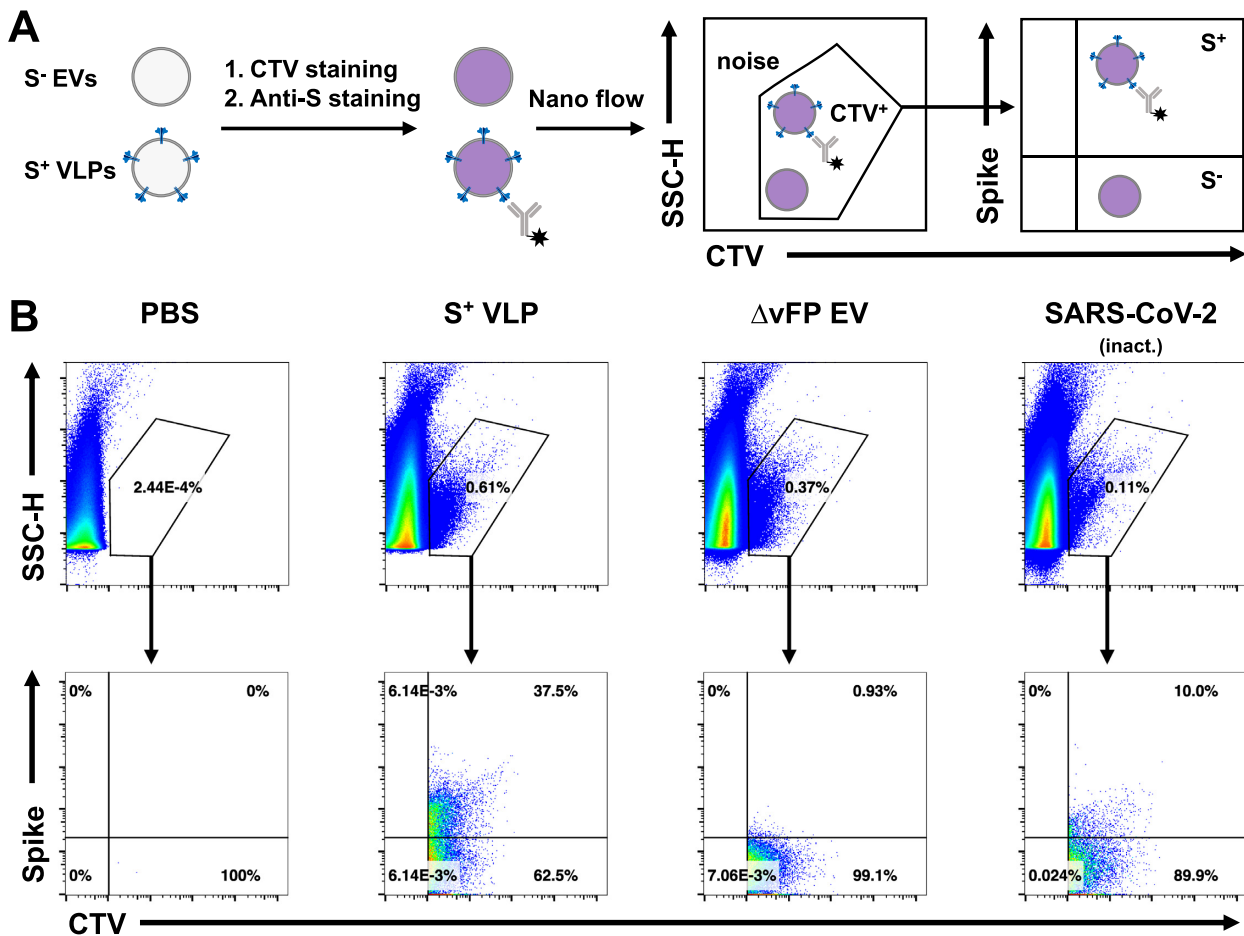 A
S⁻ EVs
S⁺ VLPs
1. CTV staining
2. Anti-S staining
Nano flow
SSC-H
noise
CTV⁺
CTV
Spike
S⁺
S⁻
B
PBS
S⁺ VLP
ΔvFP EV
SARS-CoV-2
(inact.)
SSC-H
2.44E-4%
0.61%
0.37%
0.11%
Spike
0%
0%
0%
100%
6.14E-3%
37.5%
6.14E-3%
62.5%
0%
0.93%
7.06E-3%
99.1%
0%
10.0%
0.024%
89.9%
CTV